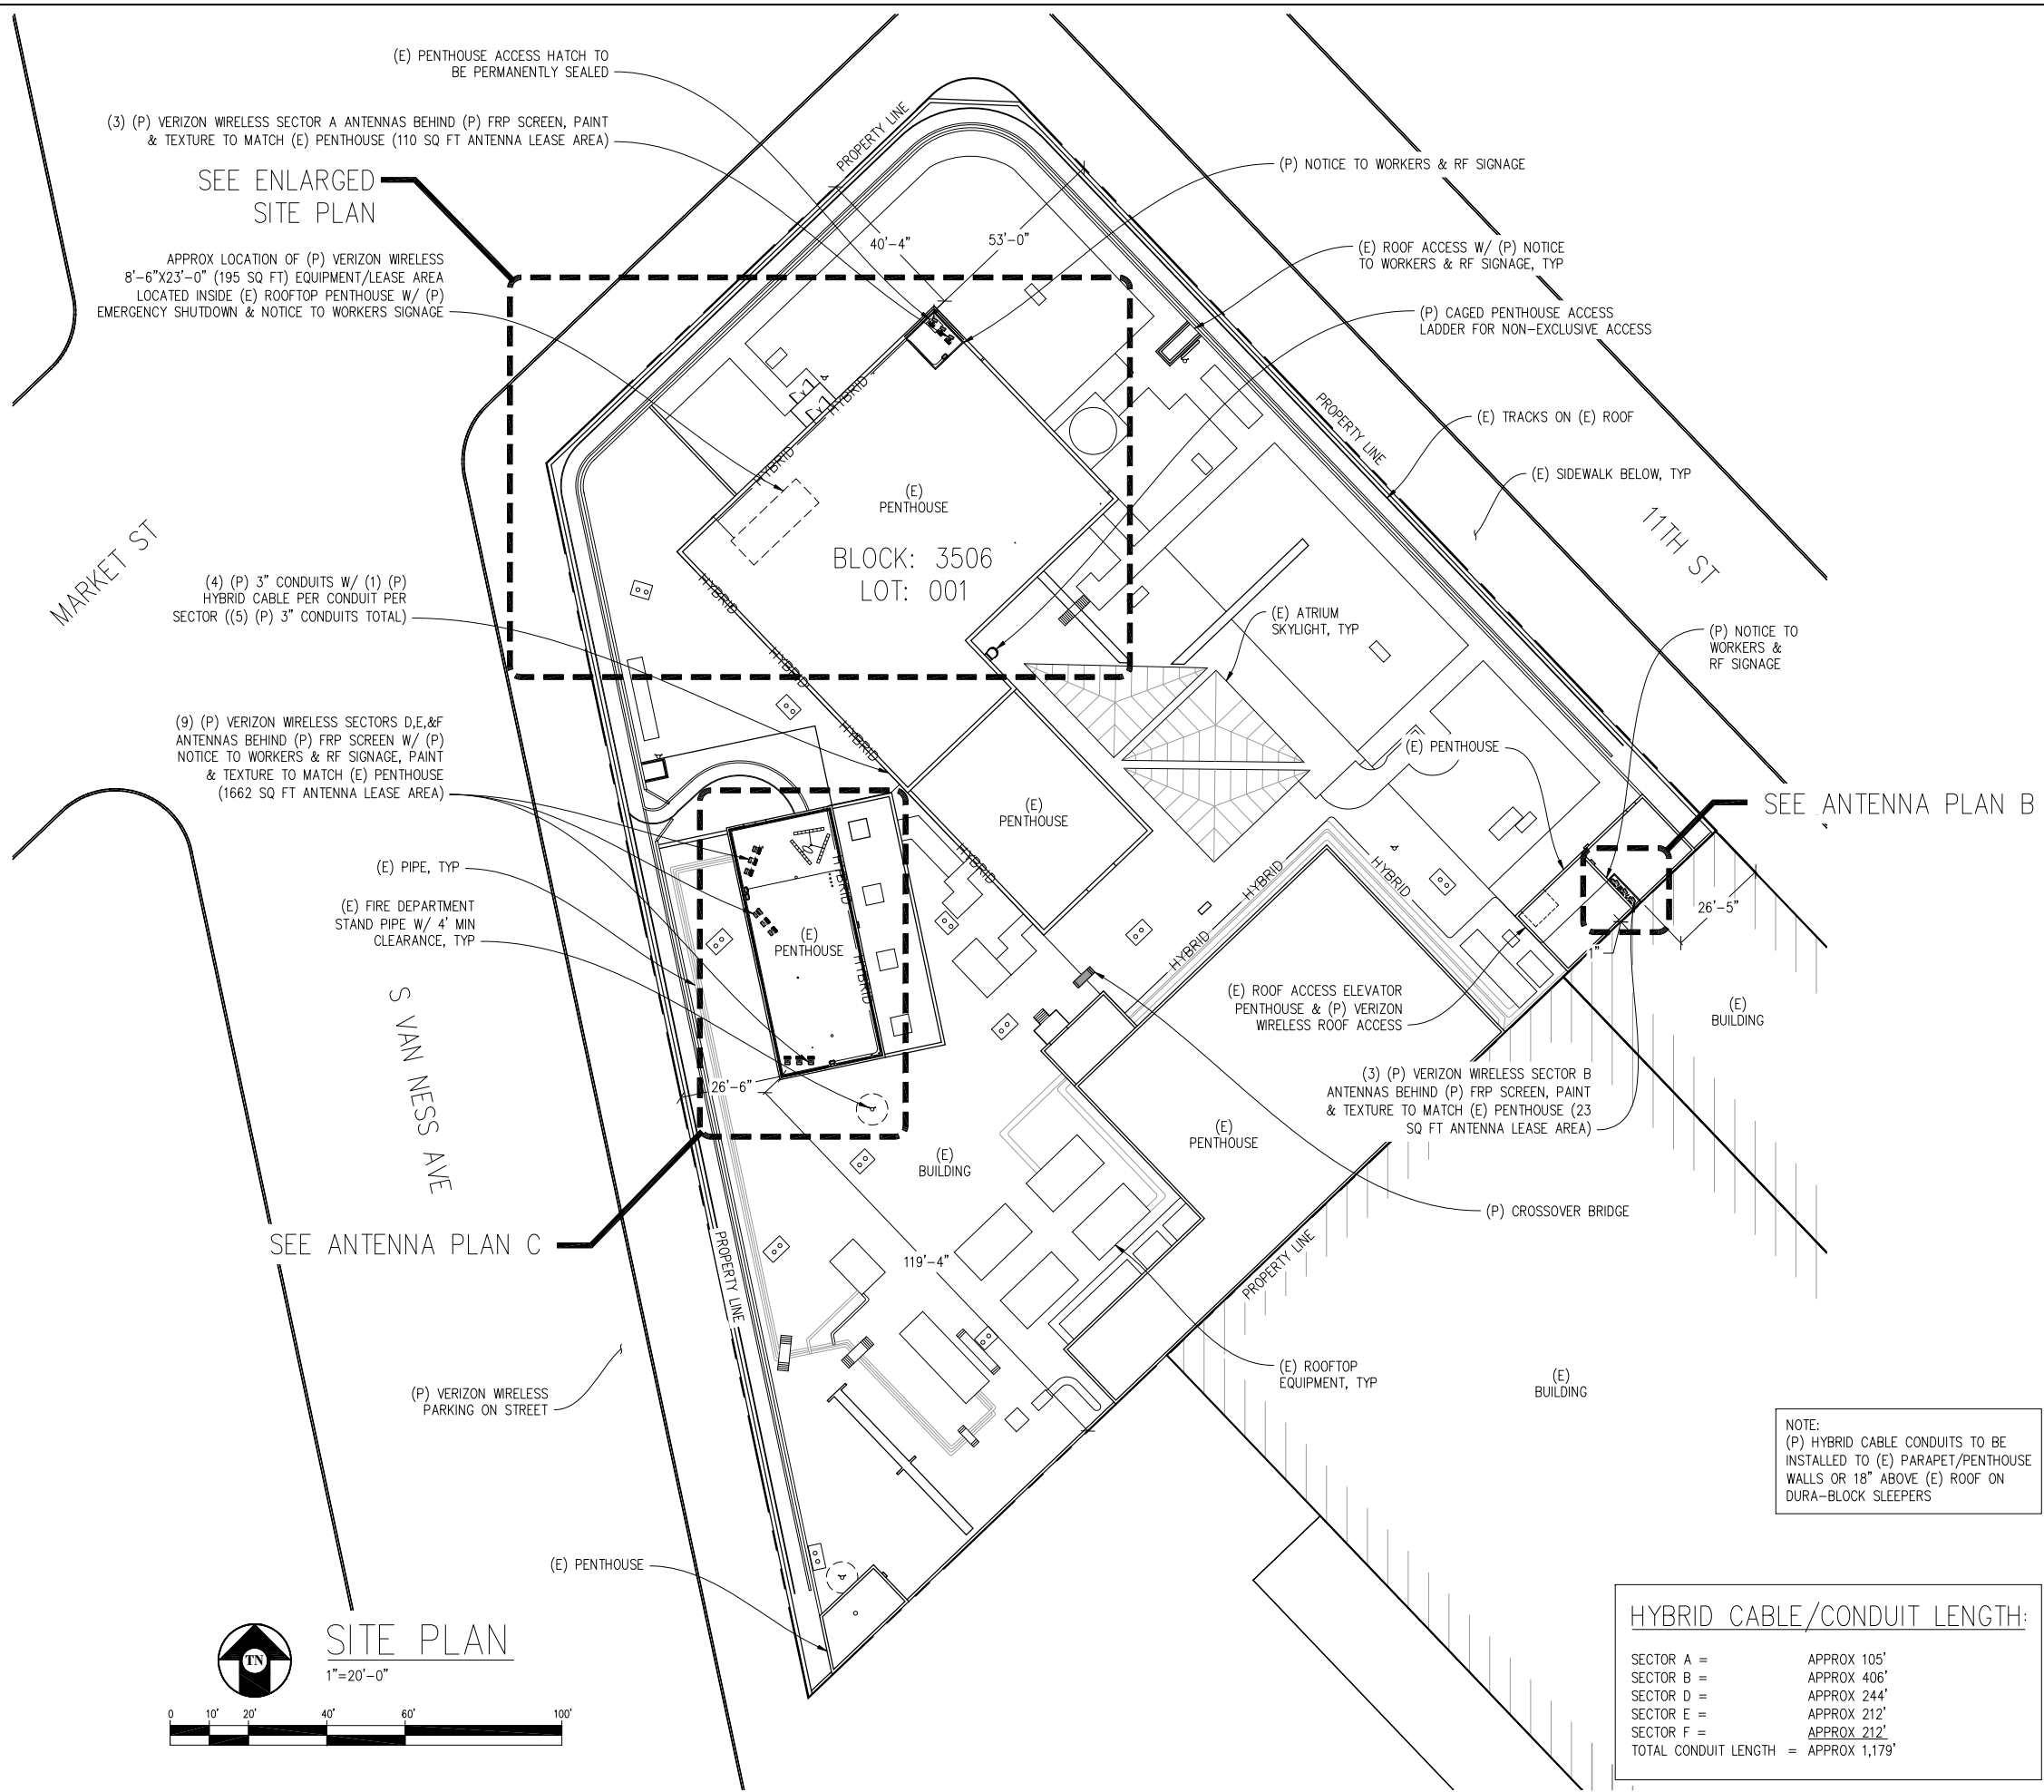 (E) PENTHOUSE ACCESS HATCH TO
BE PERMANENTLY SEALED
(3) (P) VERIZON WIRELESS SECTOR A ANTENNAS BEHIND (P) FRP SCREEN, PAINT
& TEXTURE TO MATCH (E) PENTHOUSE (110 SQ FT ANTENNA LEASE AREA)
SEE ENLARGED
SITE PLAN
APPROX LOCATION OF (P) VERIZON WIRELESS
8'-6"X23'-0" (195 SQ FT) EQUIPMENT/LEASE AREA
LOCATED INSIDE (E) ROOFTOP PENTHOUSE W/ (P)
EMERGENCY SHUTDOWN & NOTICE TO WORKERS SIGNAGE
PROPERTY LINE
40'-4"
53'-0"
(P) NOTICE TO WORKERS & RF SIGNAGE
(E) ROOF ACCESS W/ (P) NOTICE
TO WORKERS & RF SIGNAGE, TYP
(P) CAGED PENTHOUSE ACCESS
LADDER FOR NON-EXCLUSIVE ACCESS
PROPERTY LINE
(E) TRACKS ON (E) ROOF
(E) SIDEWALK BELOW, TYP
11TH ST
MARKET ST
HYBRID
HYBRID
(E)
PENTHOUSE
BLOCK: 3506
LOT: 001
HYBRID
HYBRID
HYBRID
HYBRID
(4) (P) 3" CONDUITS W/ (1) (P)
HYBRID CABLE PER CONDUIT PER
SECTOR ((5) (P) 3" CONDUITS TOTAL)
(E) ATRIUM
SKYLIGHT, TYP
(P) NOTICE TO
WORKERS &
RF SIGNAGE
(9) (P) VERIZON WIRELESS SECTORS D,E,&F
ANTENNAS BEHIND (P) FRP SCREEN W/ (P)
NOTICE TO WORKERS & RF SIGNAGE, PAINT
& TEXTURE TO MATCH (E) PENTHOUSE
(1662 SQ FT ANTENNA LEASE AREA)
(E) PENTHOUSE
SEE ANTENNA PLAN B
(E)
PENTHOUSE
(E) PIPE, TYP
(E) FIRE DEPARTMENT
STAND PIPE W/ 4' MIN
CLEARANCE, TYP
HYBRID
HYBRID
(E)
PENTHOUSE
HYBRID
HYBRID
HYBRID
26'-5"
1"
(E) ROOF ACCESS ELEVATOR
PENTHOUSE & (P) VERIZON
WIRELESS ROOF ACCESS
(E)
BUILDING
S VAN NESS AVE
26'-6"
(3) (P) VERIZON WIRELESS SECTOR B
ANTENNAS BEHIND (P) FRP SCREEN, PAINT
& TEXTURE TO MATCH (E) PENTHOUSE (23
SQ FT ANTENNA LEASE AREA)
(E)
BUILDING
(E)
PENTHOUSE
(P) CROSSOVER BRIDGE
SEE ANTENNA PLAN C
PROPERTY LINE
119'-4"
PROPERTY LINE
(E) ROOFTOP
EQUIPMENT, TYP
(E)
BUILDING
(P) VERIZON WIRELESS
PARKING ON STREET
NOTE:
(P) HYBRID CABLE CONDUITS TO BE
INSTALLED TO (E) PARAPET/PENTHOUSE
WALLS OR 18" ABOVE (E) ROOF ON
DURA-BLOCK SLEEPERS
(E) PENTHOUSE
TN
SITE PLAN
1"=20'-0"
0 10' 20' 40' 60' 100'
HYBRID CABLE/CONDUIT LENGTH:
SECTOR A = APPROX 105'
SECTOR B = APPROX 406'
SECTOR D = APPROX 244'
SECTOR E = APPROX 212'
SECTOR F = APPROX 212'
TOTAL CONDUIT LENGTH = APPROX 1,179'